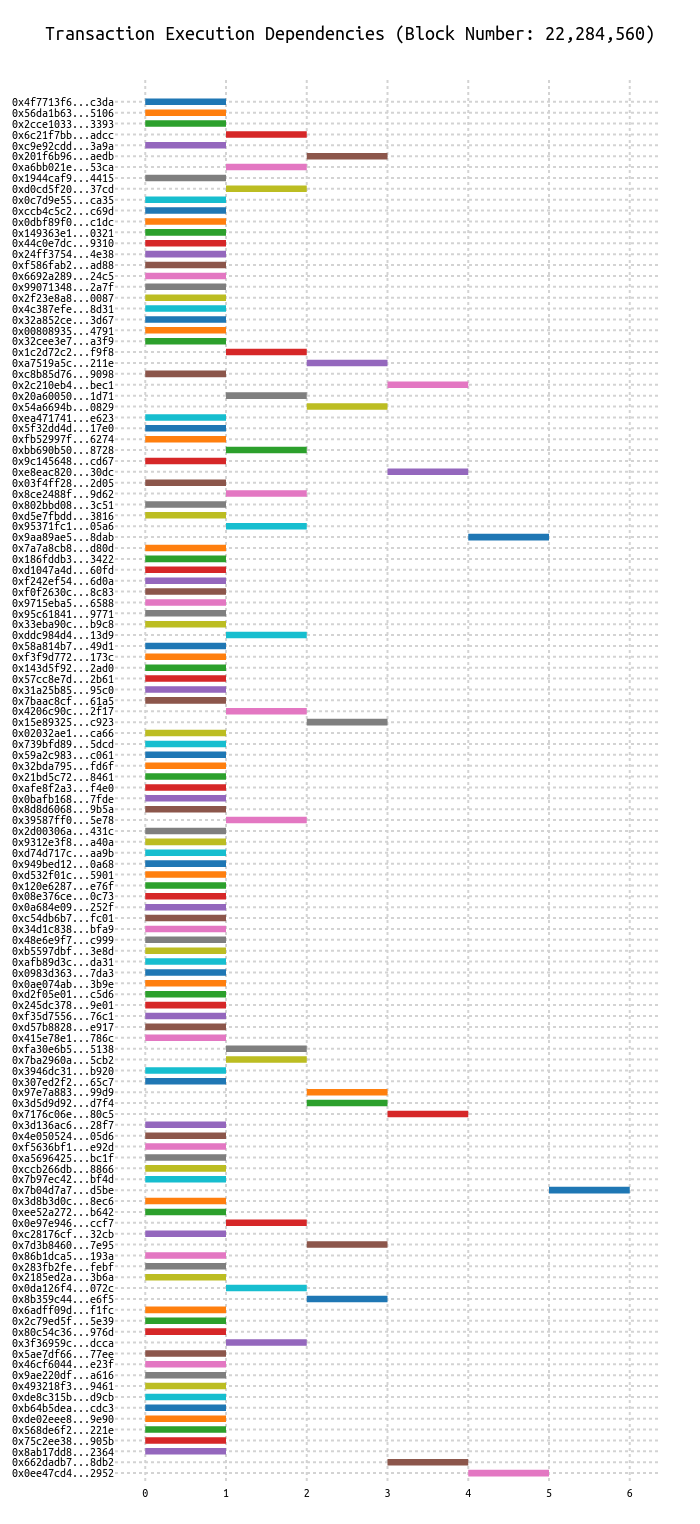 Transaction Execution Dependencies (Block Number: 22,284,560)
0x4f7713f6...c3da
0x56da1b63...5106
0x2cce1033...3393
0x6c21f7bb...adcc
0xc9e92cdd...3a9a
0x201f6b96...aedb
0xa6bb021e...53ca
0x1944caf9...4415
0xd0cd5f20...37cd
0x0c7d9e55...ca35
0xccb4c5c2...c69d
0x0dbf89f0...c1dc
0x149363e1...0321
0x44c0e7dc...9310
0x24ff3754...4e38
0xf586fab2...ad88
0x6692a289...24c5
0x99071348...2a7f
0x2f23e8a8...0087
0x4c387efe...8d31
0x32a852ce...3d67
0x00808935...4791
0x32cee3e7...a3f9
0x1c2d72c2...f9f8
0xa7519a5c...211e
0xc8b85d76...9098
0x2c210eb4...bec1
0x20a60050...1d71
0x54a6694b...0829
0xea471741...e623
0x5f32dd4d...17e0
0xfb52997f...6274
0xbb690b50...8728
0x9c145648...cd67
0xe8eac820...30dc
0x03f4ff28...2d05
0x8ce2488f...9d62
0x802bbd08...3c51
0xd5e7fbdd...3816
0x95371fc1...05a6
0x9aa89ae5...8dab
0x7a7a8cb8...d80d
0x186fddb3...3422
0xd1047a4d...60fd
0xf242ef54...6d0a
0xf0f2630c...8c83
0x9715eba5...6588
0x95c61841...9771
0x33eba90c...b9c8
0xddc984d4...13d9
0x58a814b7...49d1
0xf3f9d772...173c
0x143d5f92...2ad0
0x57cc8e7d...2b61
0x31a25b85...95c0
0x7baac8cf...61a5
0x4206c90c...2f17
0x15e89325...c923
0x02032ae1...ca66
0x739bfd89...5dcd
0x59a2c983...c061
0x32bda795...fd6f
0x21bd5c72...8461
0xafe8f2a3...f4e0
0x0bafb168...7fde
0x8d8d6068...9b5a
0x39587ff0...5e78
0x2d00306a...431c
0x9312e3f8...a40a
0xd74d717c...aa9b
0x949bed12...0a68
0xd532f01c...5901
0x120e6287...e76f
0x08e376ce...0c73
0x0a684e09...252f
0xc54db6b7...fc01
0x34d1c838...bfa9
0x48e6e9f7...c999
0xb5597dbf...3e8d
0xafb89d3c...da31
0x0983d363...7da3
0x0ae074ab...3b9e
0xd2f05e01...c5d6
0x245dc378...9e01
0xf35d7556...76c1
0xd57b8828...e917
0x415e78e1...786c
0xfa30e6b5...5138
0x7ba2960a...5cb2
0x3946dc31...b920
0x307ed2f2...65c7
0x97e7a883...99d9
0x3d5d9d92...d7f4
0x7176c06e...80c5
0x3d136ac6...28f7
0x4e050524...05d6
0xf5636bf1...e92d
0xa5696425...bc1f
0xccb266db...8866
0x7b97ec42...bf4d
0x7b04d7a7...d5be
0x3d8b3d0c...8ec6
0xee52a272...b642
0x0e97e946...ccf7
0xc28176cf...32cb
0x7d3b8460...7e95
0x86b1dca5...193a
0x283fb2fe...febf
0x2185ed2a...3b6a
0x0da126f4...072c
0x8b359c44...e6f5
0x6adff09d...f1fc
0x2c79ed5f...5e39
0x80c54c36...976d
0x3f36959c...dcca
0x5ae7df66...77ee
0x46cf6044...e23f
0x9ae220df...a616
0x493218f3...9461
0xde8c315b...d9cb
0xb64b5dea...cdc3
0xde02eee8...9e90
0x568de6f2...221e
0x75c2ee38...905b
0x8ab17dd8...2364
0x662dadb7...8db2
0x0ee47cd4...2952
0 1 2 3 4 5 6